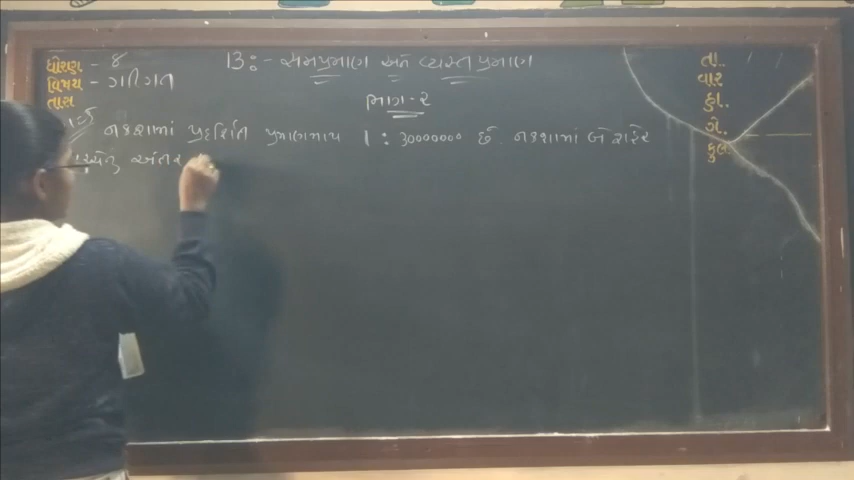 ધોરણ - ૪
13:- સમપ્રમાણ અને વ્યસ્ત પ્રમાણ
વિષય - ગણિત
તાસ
ભાગ-૨
નકશામાં પ્રદર્શિત પ્રમાણમાપ 1 : 30000000 છે. નકશામાં બે શહેર
અંતર
તા..
વાર
કુા..
ગે..
કુલ.